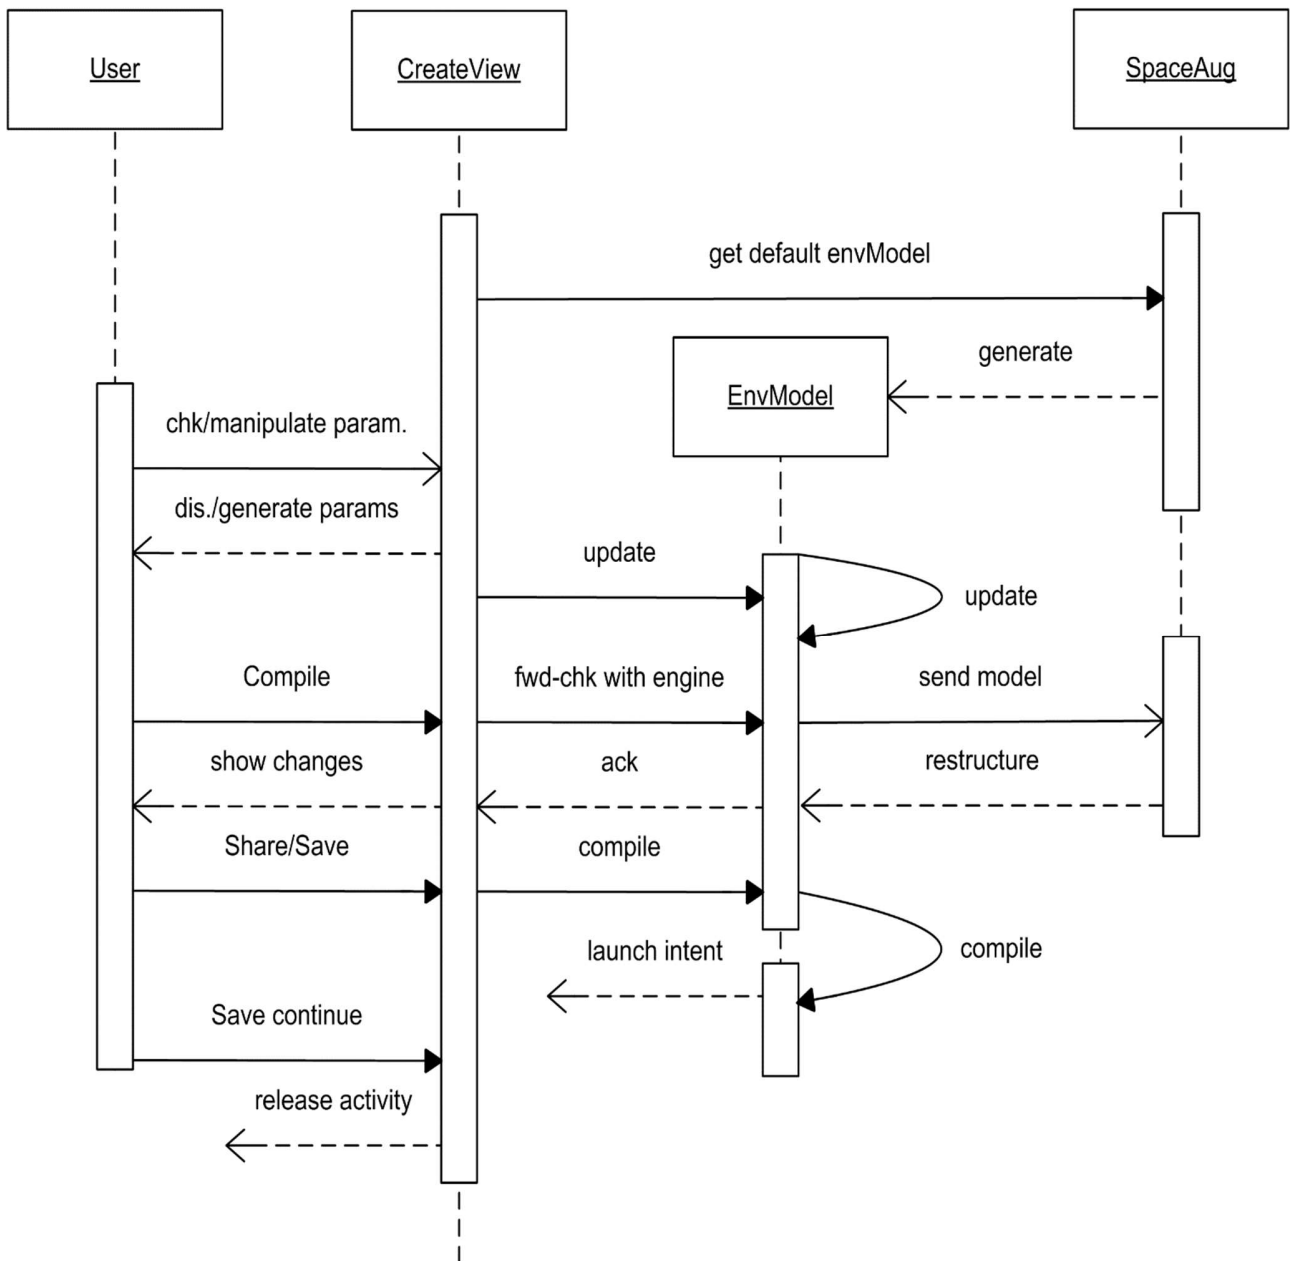 User
CreateView
SpaceAug
get default envModel
generate
EnvModel
chk/manipulate param.
dis./generate params
update
update
Compile
fwd-chk with engine
send model
show changes
ack
restructure
Share/Save
compile
launch intent
compile
Save continue
release activity